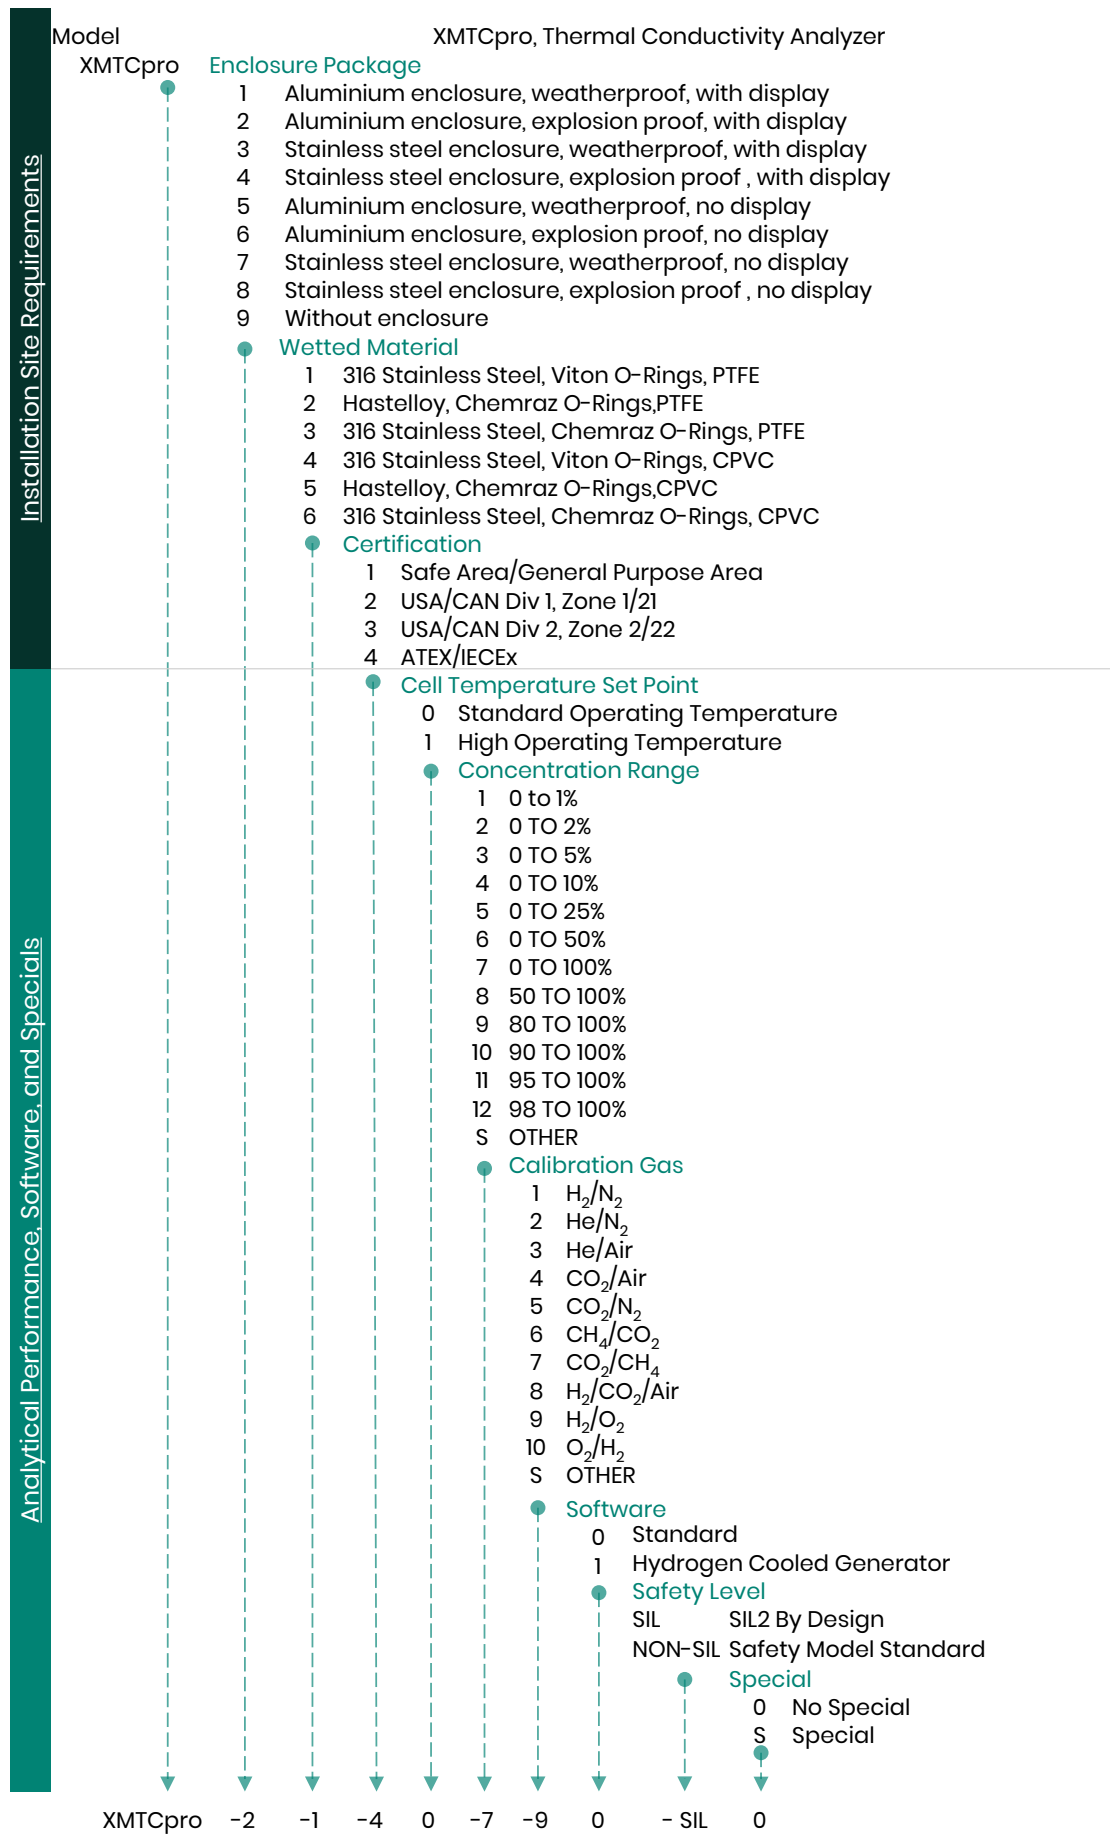 Model XMTCpro, Thermal Conductivity Analyzer
XMTCpro Enclosure Package
1 Aluminium enclosure, weatherproof, with display
2 Aluminium enclosure, explosion proof, with display
3 Stainless steel enclosure, weatherproof, with display
4 Stainless steel enclosure, explosion proof , with display
5 Aluminium enclosure, weatherproof, no display
6 Aluminium enclosure, explosion proof, no display
7 Stainless steel enclosure, weatherproof, no display
8 Stainless steel enclosure, explosion proof , no display
9 Without enclosure
Wetted Material
1 316 Stainless Steel, Viton O-Rings, PTFE
2 Hastelloy, Chemraz O-Rings,PTFE
3 316 Stainless Steel, Chemraz O-Rings, PTFE
4 316 Stainless Steel, Viton O-Rings, CPVC
5 Hastelloy, Chemraz O-Rings,CPVC
6 316 Stainless Steel, Chemraz O-Rings, CPVC
Certification
1 Safe Area/General Purpose Area
2 USA/CAN Div 1, Zone 1/21
3 USA/CAN Div 2, Zone 2/22
4 ATEX/IECEx
Installation Site Requirements
Cell Temperature Set Point
0 Standard Operating Temperature
1 High Operating Temperature
Concentration Range
1 0 to 1%
2 0 TO 2%
3 0 TO 5%
4 0 TO 10%
5 0 TO 25%
6 0 TO 50%
7 0 TO 100%
8 50 TO 100%
9 80 TO 100%
10 90 TO 100%
11 95 TO 100%
12 98 TO 100%
S OTHER
Calibration Gas
1 H₂/N₂
2 He/N₂
3 He/Air
4 CO₂/Air
5 CO₂/N₂
6 CH₄/CO₂
7 CO₂/CH₄
8 H₂/CO₂/Air
9 H₂/O₂
10 O₂/H₂
S OTHER
Software
0 Standard
1 Hydrogen Cooled Generator
Safety Level
SIL SIL2 By Design
NON-SIL Safety Model Standard
Special
0 No Special
S Special
Analytical Performance, Software, and Specials
XMTCpro -2 -1 -4 0 -7 -9 0 - SIL 0